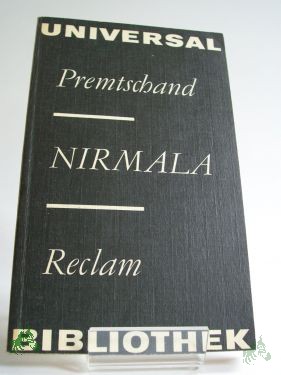 UNIVERSAL
Premtschand
NIRMALA
Reclam
BIBLIOTHEK